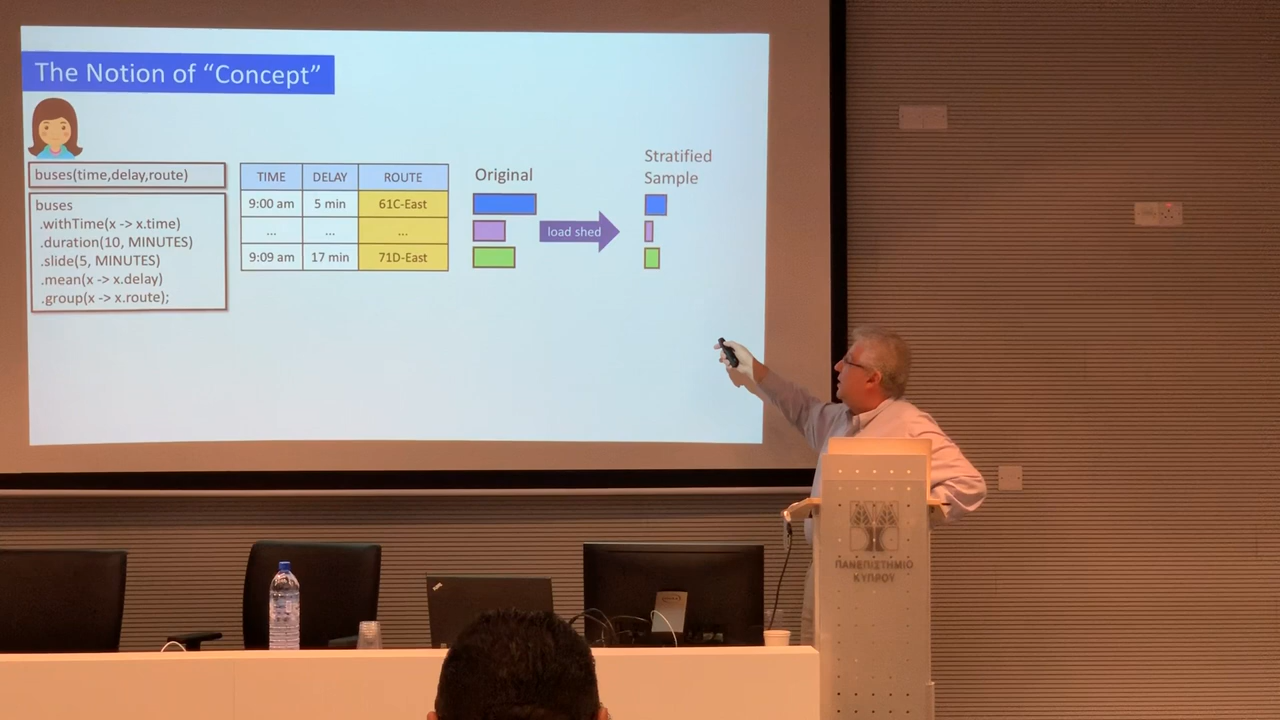 The Notion of “Concept”
buses(time,delay,route)
buses
.withTime(x -> x.time)
.duration(10, MINUTES)
.slide(5, MINUTES)
.mean(x -> x.delay)
.group(x -> x.route);
TIME DELAY ROUTE
9:00 am 5 min 61C-East
... ... ...
9:09 am 17 min 71D-East
Original
load shed
Stratified
Sample
ΠΑΝΕΠΙΣΤΗΜΙΟ
ΚΥΠΡΟΥ